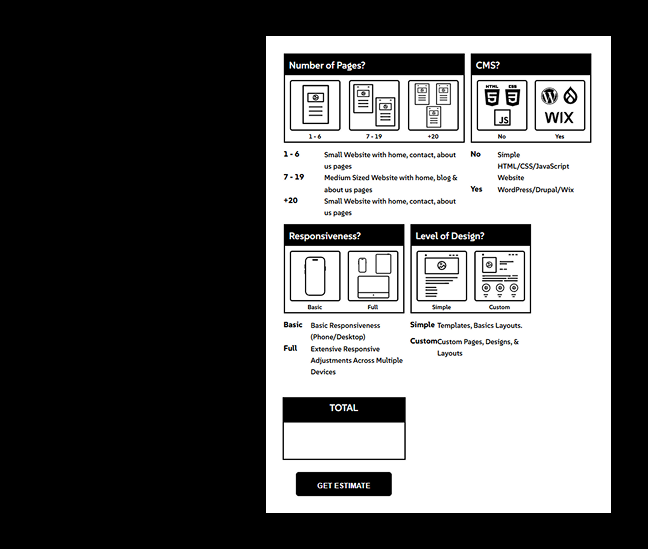 Number of Pages?
CMS?
HTML CSS
JS
WIX
1 - 6
7 - 19
+20
No
Yes
1 - 6 Small Website with home, contact, about
us pages
7 - 19 Medium Sized Website with home, blog &
about us pages
+20 Small Website with home, contact, about
us pages
No Simple
HTML/CSS/JavaScript
Website
Yes WordPress/Drupal/Wix
Responsiveness?
Level of Design?
Basic
Full
Simple
Custom
Basic Basic Responsiveness
(Phone/Desktop)
Full Extensive Responsive
Adjustments Across Multiple
Devices
Simple Templates, Basics Layouts.
Custom Custom Pages, Designs, &
Layouts
TOTAL
GET ESTIMATE